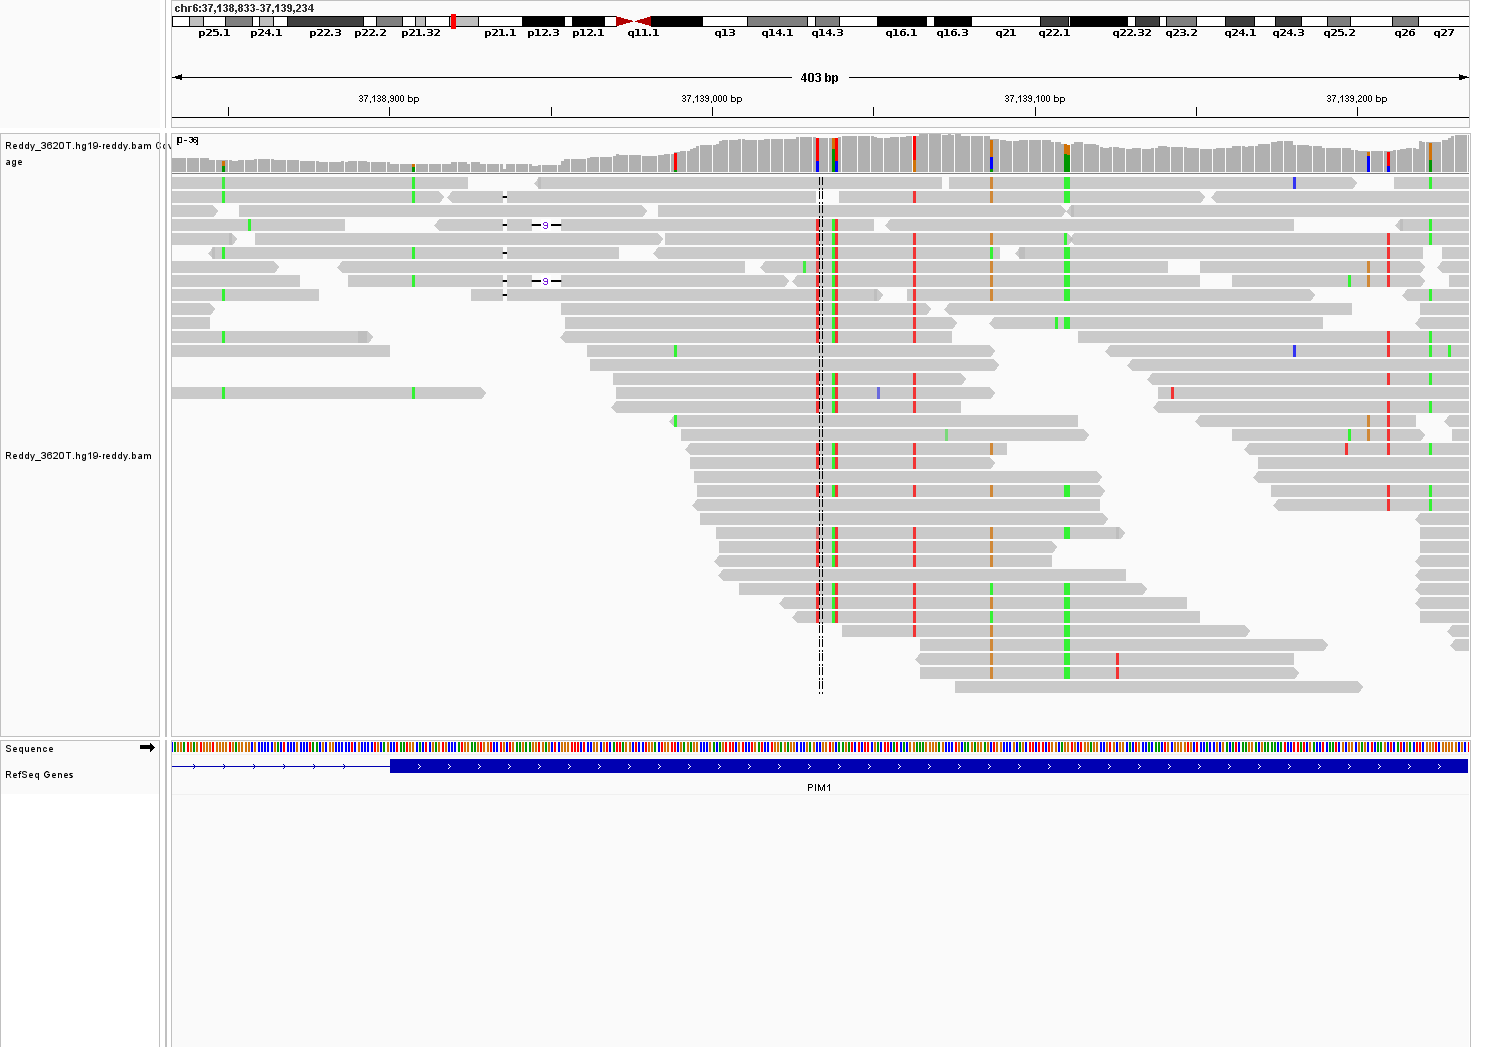 chr6:37,138,833-37,139,234
p25.1 p24.1 p22.3 p22.2 p21.32 p21.1 p12.3 p12.1 q11.1 q13 q14.1 q14.3 q16.1 q16.3 q21 q22.1 q22.32 q23.2 q24.1 q24.3 q25.2 q26 q27
403 bp
37,138,900 bp 37,139,000 bp 37,139,100 bp 37,139,200 bp
Reddy_3620T.hg19-reddy.bam Cov
age
[0-36]
9
9
Reddy_3620T.hg19-reddy.bam
Sequence
RefSeq Genes
PIM1